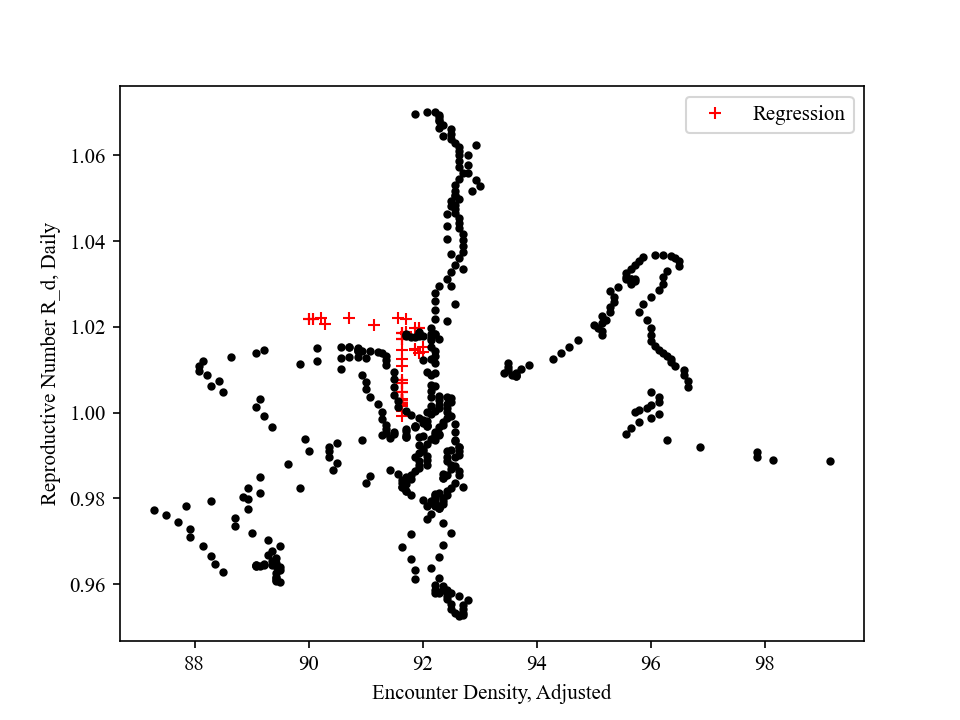 Regression
1.06
1.04
1.02
1.00
0.98
0.96
Reproductive Number R_d, Daily
88 90 92 94 96 98
Encounter Density, Adjusted